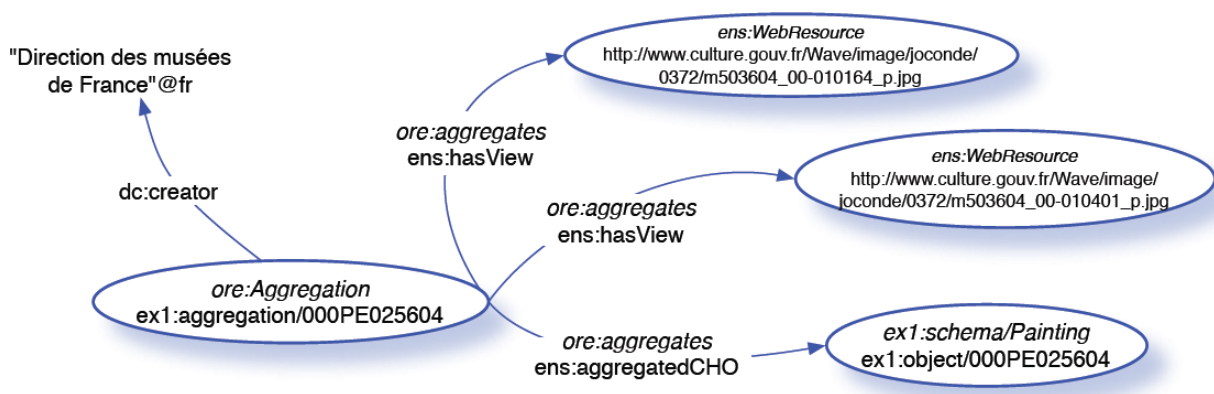 "Direction des musées
de France"@fr
dc:creator
ore:Aggregation
ex1:aggregation/000PE025604
ore:aggregates
ens:hasView
ens:WebResource
http://www.culture.gouv.fr/Wave/image/joconde/
0372/m503604_00-010164_p.jpg
ore:aggregates
ens:hasView
ens:WebResource
http://www.culture.gouv.fr/Wave/image/
joconde/0372/m503604_00-010401_p.jpg
ore:aggregates
ens:aggregatedCHO
ex1:schema/Painting
ex1:object/000PE025604